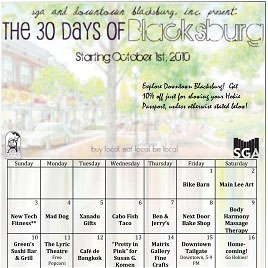 sga and downtown blacksburg, inc present:
THE 30 DAYS OF Blacksburg
Starting October 1st, 2010
Explore Downtown Blacksburg! Get
10% off just for showing your Hokie
Passport, unless otherwise stated below!
buy local. eat local. be local.
SGA
Sunday Monday Tuesday Wednesday Thursday Friday Saturday
1 2
Bike Barn Main Lee Art
3 4 5 6 7 8 9
New Tech Fitness** Mad Dog Xanadu Gifts Cabo Fish Taco Ben & Jerry's Next Door Bake Shop Body Harmony Massage Therapy
10 11 12 13 14 15 16
Green's Sushi Bar & Grill The Lyric Theatre Free Popcorn Café de Bangkok "Pretty in Pink" for Susan G. Komen Matrix Gallery Fine Crafts Downtown Tailgate Downtown, 5-9 PM Homecoming! Go Hokies!